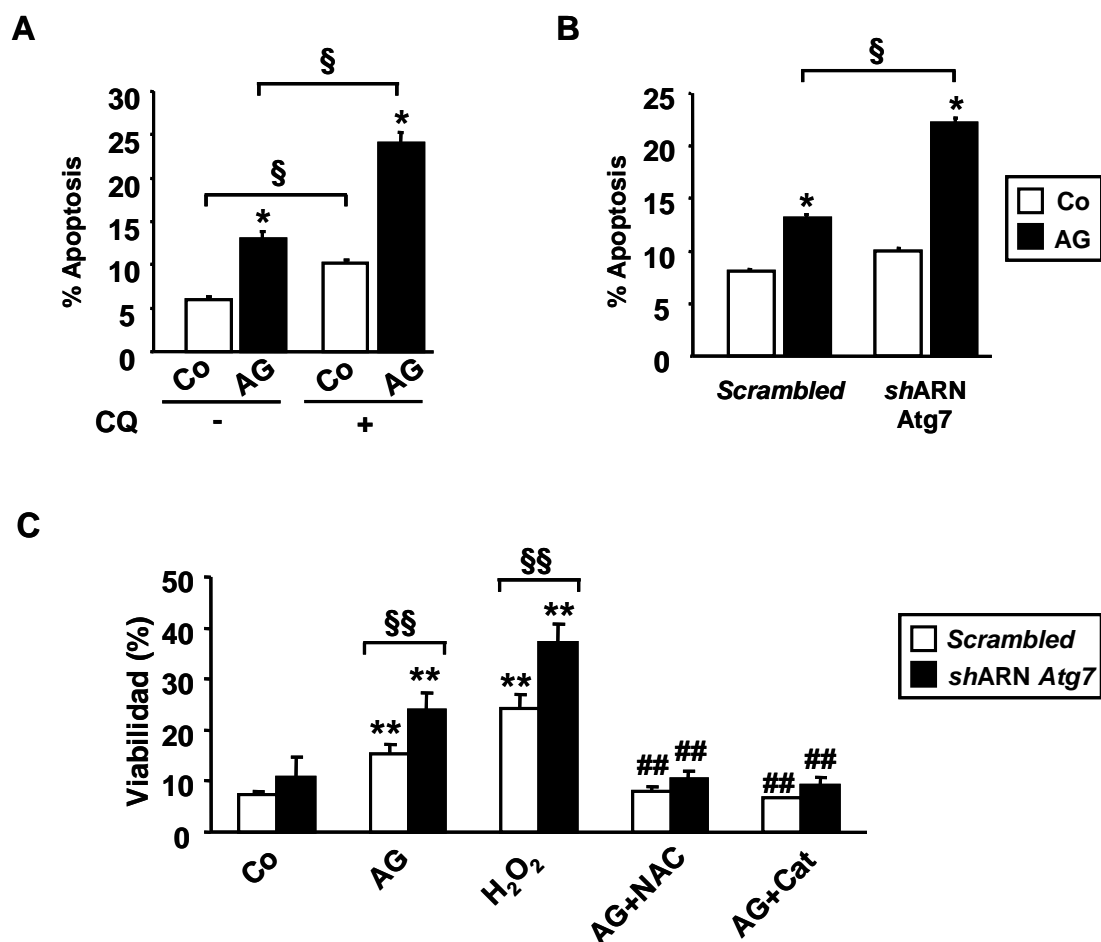 A
% Apoptosis
30
25
20
15
10
5
0
§
§
*
*
Co
AG
Co
AG
CQ
-
+
B
% Apoptosis
25
20
15
10
5
0
§
*
*
Scrambled
shARN
Atg7
Co
AG
C
Viabilidad (%)
50
40
30
20
10
0
§§
§§
**
**
**
**
##
##
##
##
Co
AG
H₂O₂
AG+NAC
AG+Cat
Scrambled
shARN Atg7